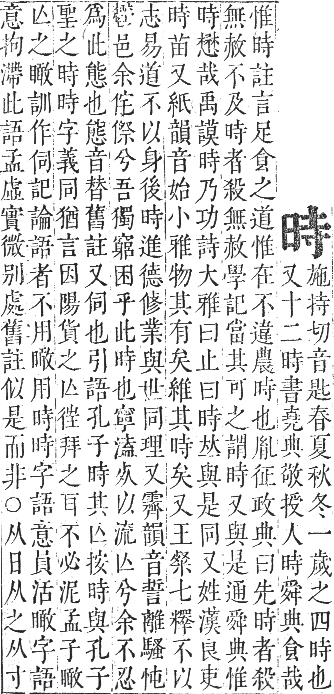 時
施持切音匙春夏秋冬一歲之四時也
又十二時書堯典敬授人時舜典食哉
惟時註言足食之道惟在不違農時也胤征政典曰先時者殺
無赦不及時者殺無赦學記當其可之謂時又與是通舜典惟
時懋哉禹謨時乃功詩大雅曰止曰時𠀤與是同又姓漢良吏
時苗又紙韻音始小雅物其有矣維其時矣又王粲七釋不以
志易道不以身後時進德修業與世同理又霽韻音誓離騷忳
鬱邑余侘傺兮吾獨窮困乎此時也寧溘死以流亾兮余不忍
爲此態也態音替舊註又伺也引語孔子時其亾按時與孔子
聖之時時字義同猶言因陽貨之亾徃拜之耳不必泥孟子瞰
亾之瞰訓作伺記論語者不用瞰用時時字語意員活瞰字語
意拘滯此語孟虛實微别處舊註似是而非○从日从之从寸